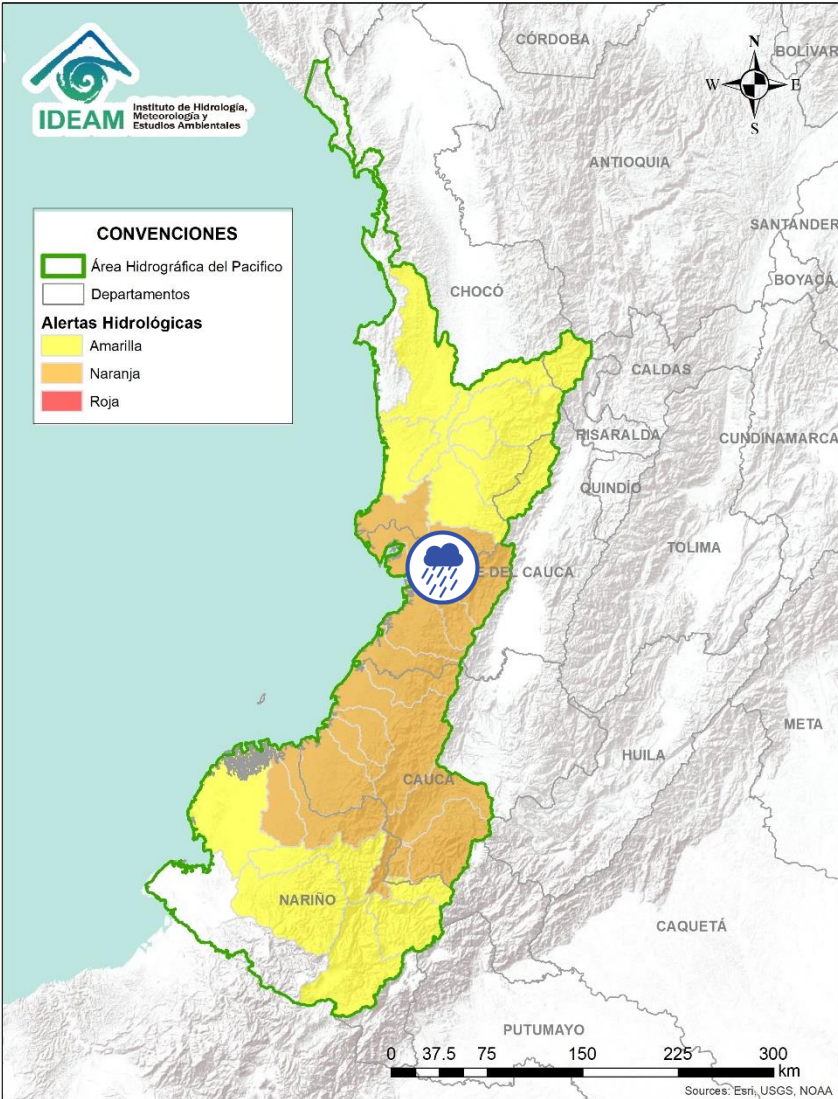 IDEAM
Instituto de Hidrología,
Meteorología y
Estudios Ambientales
CÓRDOBA
BOLÍVAR
N
W
E
S
ANTIOQUIA
SANTANDER
BOYACÁ
CONVENCIONES
Área Hidrográfica del Pacifico
Departamentos
Alertas Hidrológicas
Amarilla
Naranja
Roja
CHOCÓ
CALDAS
RISARALDA
CUNDINAMARCA
QUINDÍO
TOLIMA
E DEL CAUCA
META
HUILA
CAUCA
NARIÑO
CAQUETÁ
PUTUMAYO
0 37.5 75 150 225 300
km
Sources: Esri, USGS, NOAA